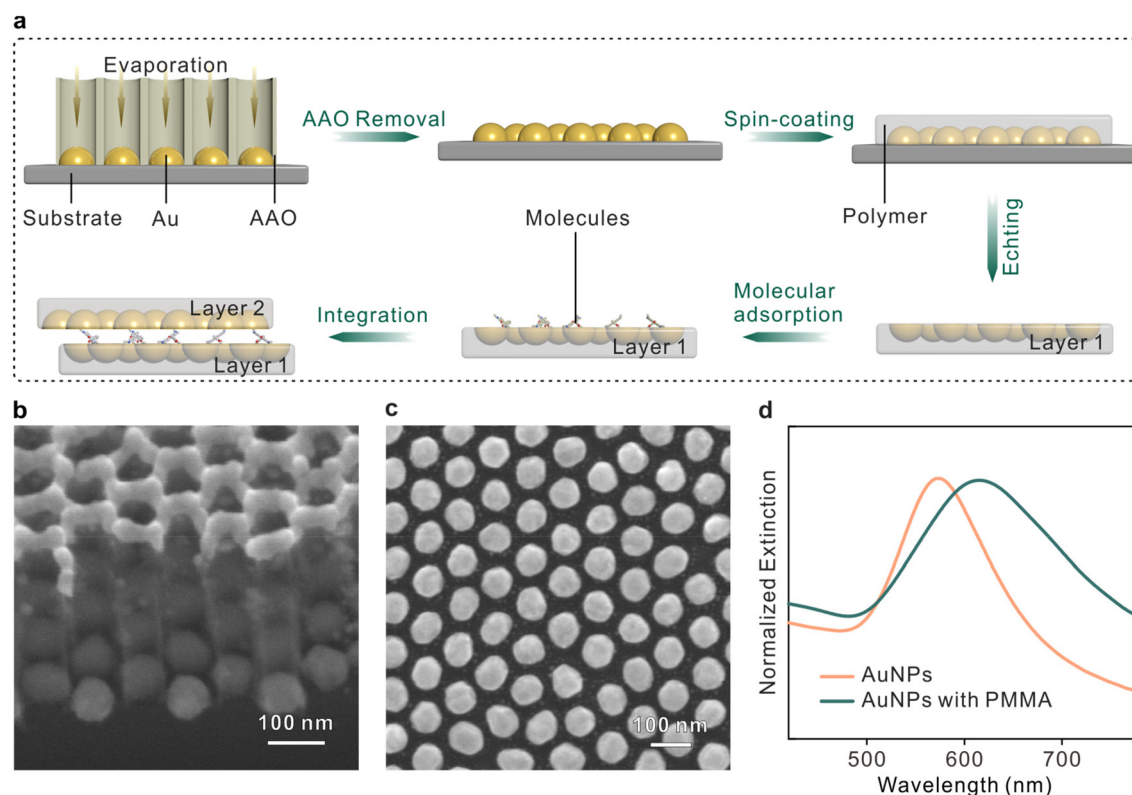 a
Evaporation
AAO Removal
Spin-coating
Substrate
Au
AAO
Molecules
Polymer
Echting
Layer 2
Layer 1
Integration
Layer 1
Molecular
adsorption
Layer 1
b
100 nm
c
100 nm
d
Normalized Extinction
AuNPs
AuNPs with PMMA
500
600
700
Wavelength (nm)